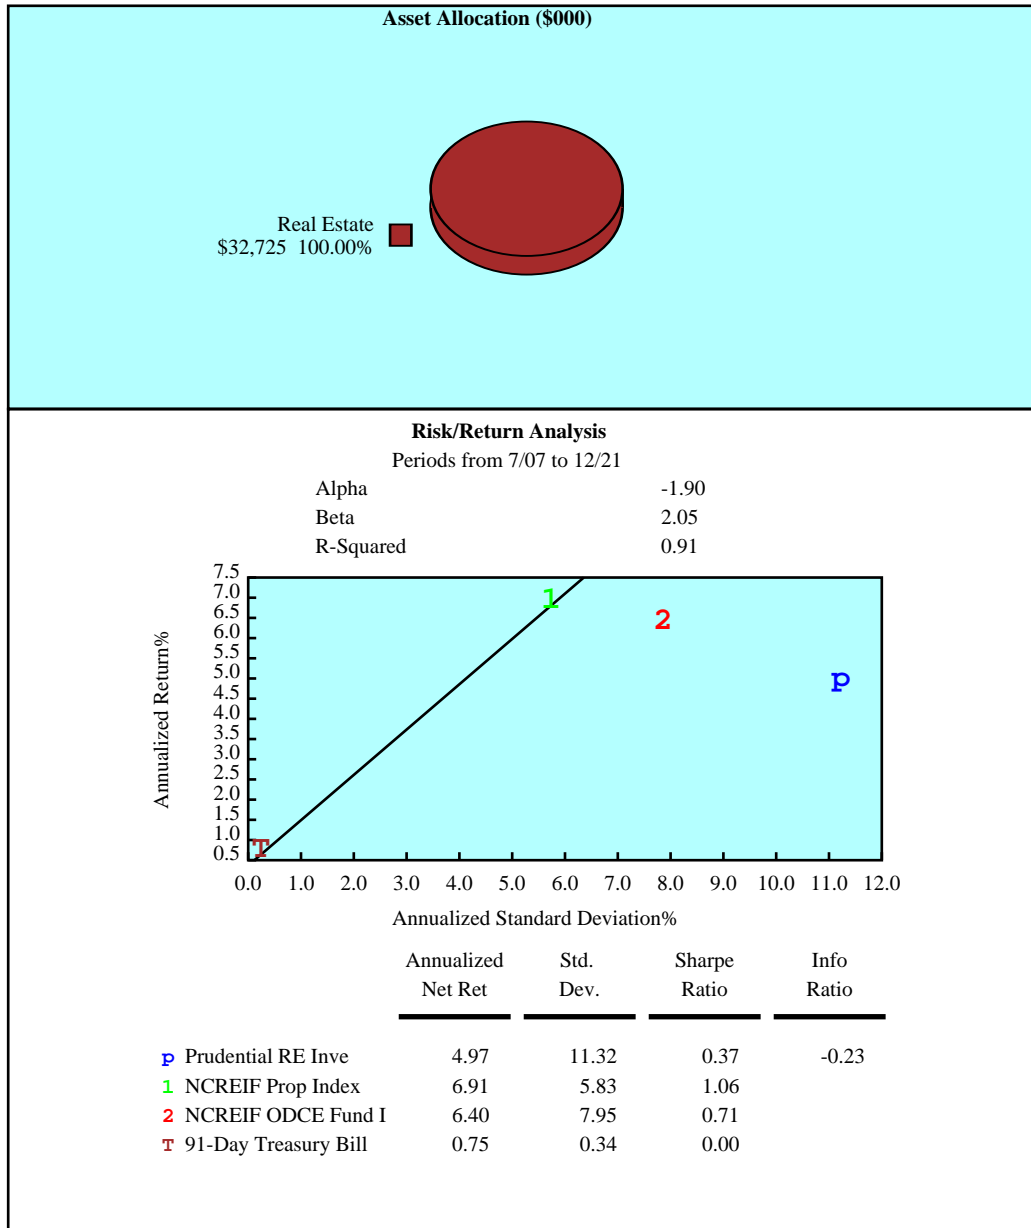 Asset Allocation ($000)
Real Estate
$32,725 100.00%
Risk/Return Analysis
Periods from 7/07 to 12/21
Alpha -1.90
Beta 2.05
R-Squared 0.91
Annualized Return%
7.5
7.0
6.5
6.0
5.5
5.0
4.5
4.0
3.5
3.0
2.5
2.0
1.5
1.0
0.5
1
2
p
T
0.0 1.0 2.0 3.0 4.0 5.0 6.0 7.0 8.0 9.0 10.0 11.0 12.0
Annualized Standard Deviation%
Annualized Std. Sharpe Info
Net Ret Dev. Ratio Ratio
p Prudential RE Inve 4.97 11.32 0.37 -0.23
1 NCREIF Prop Index 6.91 5.83 1.06
2 NCREIF ODCE Fund I 6.40 7.95 0.71
T 91-Day Treasury Bill 0.75 0.34 0.00